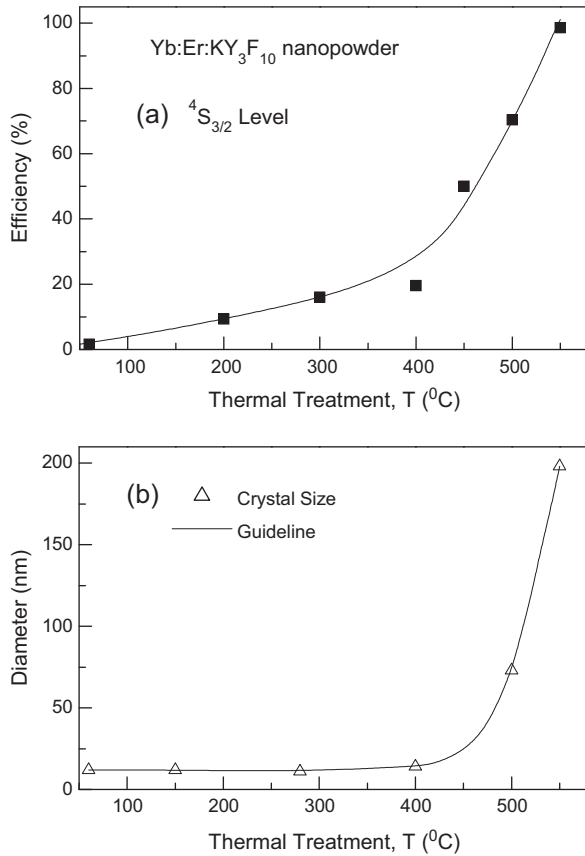 Yb:Er:KY₃F₁₀ nanopowder
(a) ⁴S₃/₂ Level
100
80
60
40
20
0
Efficiency (%)
100 200 300 400 500
Thermal Treatment, T (⁰C)
(b) Crystal Size
Guideline
200
150
100
50
0
Diameter (nm)
100 200 300 400 500
Thermal Treatment, T (⁰C)